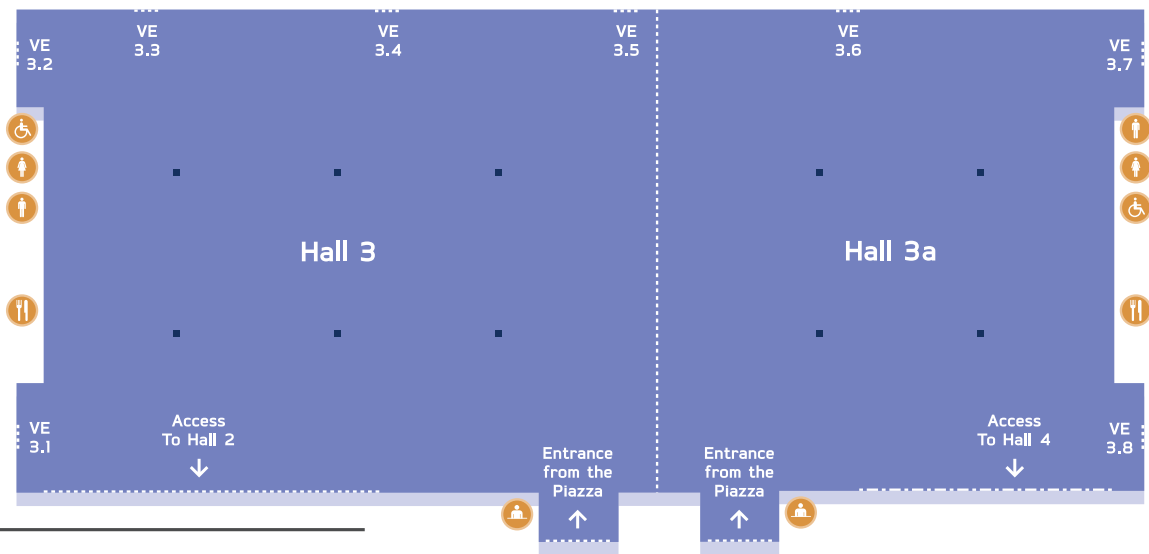 VE
3.2
VE
3.3
VE
3.4
VE
3.5
VE
3.6
VE
3.7
Hall 3
Hall 3a
VE
3.1
Access
To Hall 2
Entrance
from the
Piazza
Entrance
from the
Piazza
Access
To Hall 4
VE
3.8